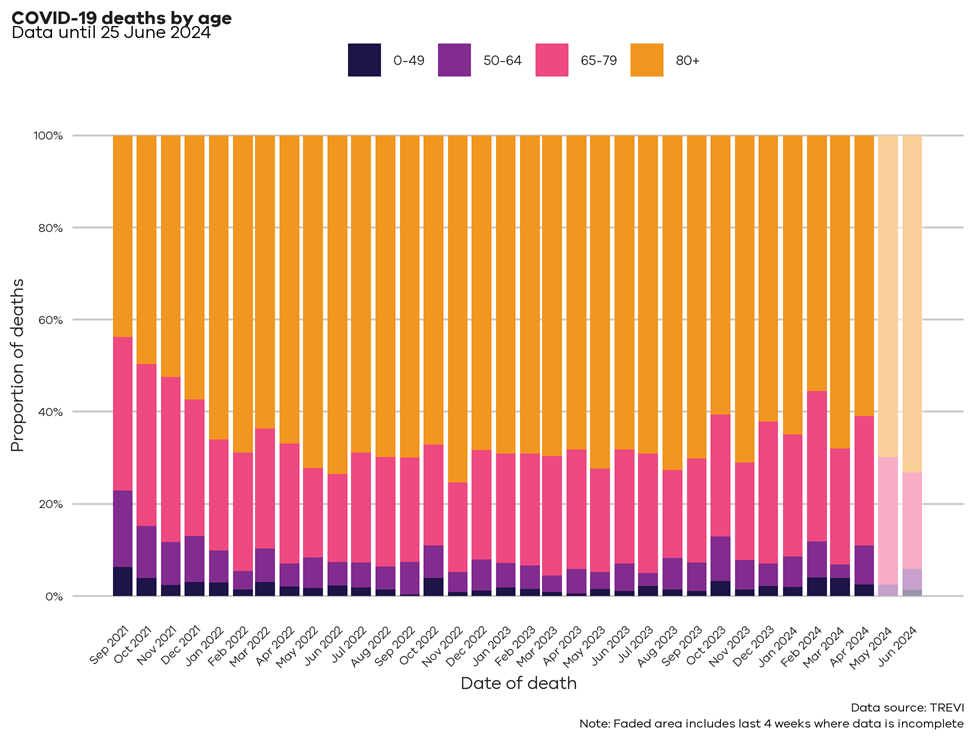 COVID-19 deaths by age
Data until 25 June 2024
0-49 50-64 65-79 80+
100%
80%
60%
40%
20%
0%
Proportion of deaths
Sep 2021 Oct 2021 Nov 2021 Dec 2021 Jan 2022 Feb 2022 Mar 2022 Apr 2022 May 2022 Jun 2022 Jul 2022 Aug 2022 Sep 2022 Oct 2022 Nov 2022 Dec 2022 Jan 2023 Feb 2023 Mar 2023 Apr 2023 May 2023 Jun 2023 Jul 2023 Aug 2023 Sep 2023 Oct 2023 Nov 2023 Dec 2023 Jan 2024 Feb 2024 Mar 2024 Apr 2024 May 2024 Jun 2024
Date of death
Data source: TREVI
Note: Faded area includes last 4 weeks where data is incomplete